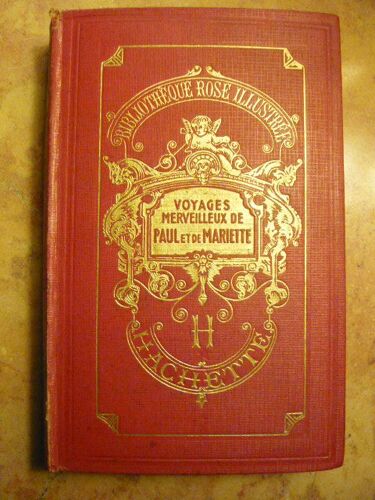 BIBLIOTHÈQUE ROSE ILLUSTRÉE
VOYAGES
MERVEILLEUX DE
PAUL ET DE MARIETTE
H
HACHETTE